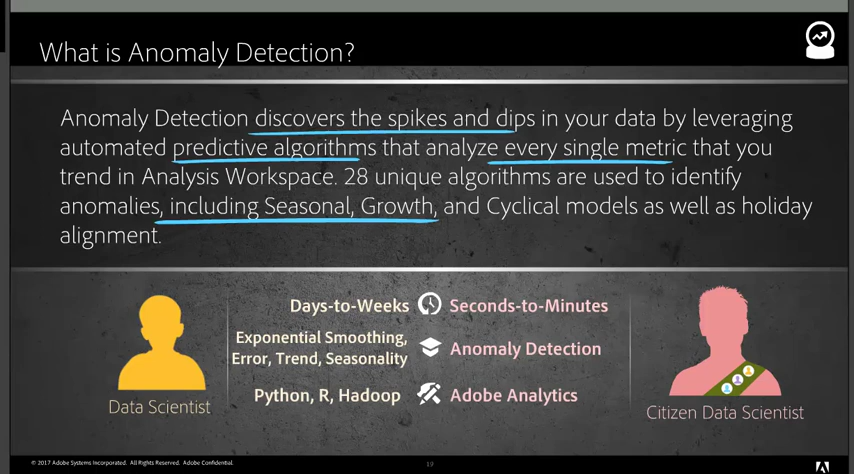 What is Anomaly Detection?
Anomaly Detection discovers the spikes and dips in your data by leveraging
automated predictive algorithms that analyze every single metric that you
trend in Analysis Workspace. 28 unique algorithms are used to identify
anomalies, including Seasonal, Growth, and Cyclical models as well as holiday
alignment.
Days-to-Weeks Seconds-to-Minutes
Exponential Smoothing,
Error, Trend, Seasonality Anomaly Detection
Python, R, Hadoop Adobe Analytics
Data Scientist
Citizen Data Scientist
© 2017 Adobe Systems Incorporated. All Rights Reserved. Adobe Confidential.
19